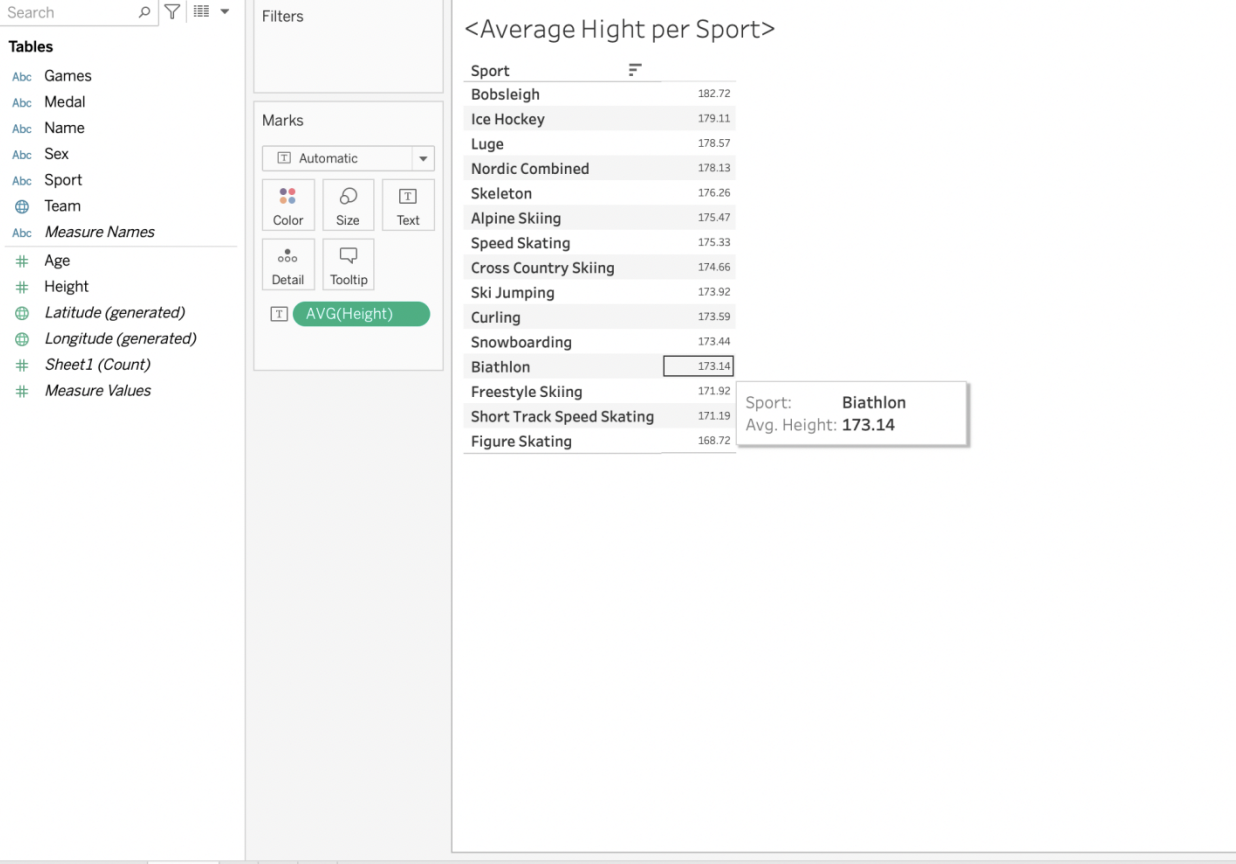 Search
Tables
Abc Games
Abc Medal
Abc Name
Abc Sex
Abc Sport
Team
Abc Measure Names
# Age
# Height
Latitude (generated)
Longitude (generated)
# Sheet1 (Count)
# Measure Values
Filters
Marks
T Automatic
Color Size T Text
Detail Tooltip
T AVG(Height)
<Average Hight per Sport>
Sport
Bobsleigh 182.72
Ice Hockey 179.11
Luge 178.57
Nordic Combined 178.13
Skeleton 176.26
Alpine Skiing 175.47
Speed Skating 175.33
Cross Country Skiing 174.66
Ski Jumping 173.92
Curling 173.59
Snowboarding 173.44
Biathlon 173.14
Freestyle Skiing 171.92
Short Track Speed Skating 171.19
Figure Skating 168.72
Sport: Biathlon
Avg. Height: 173.14